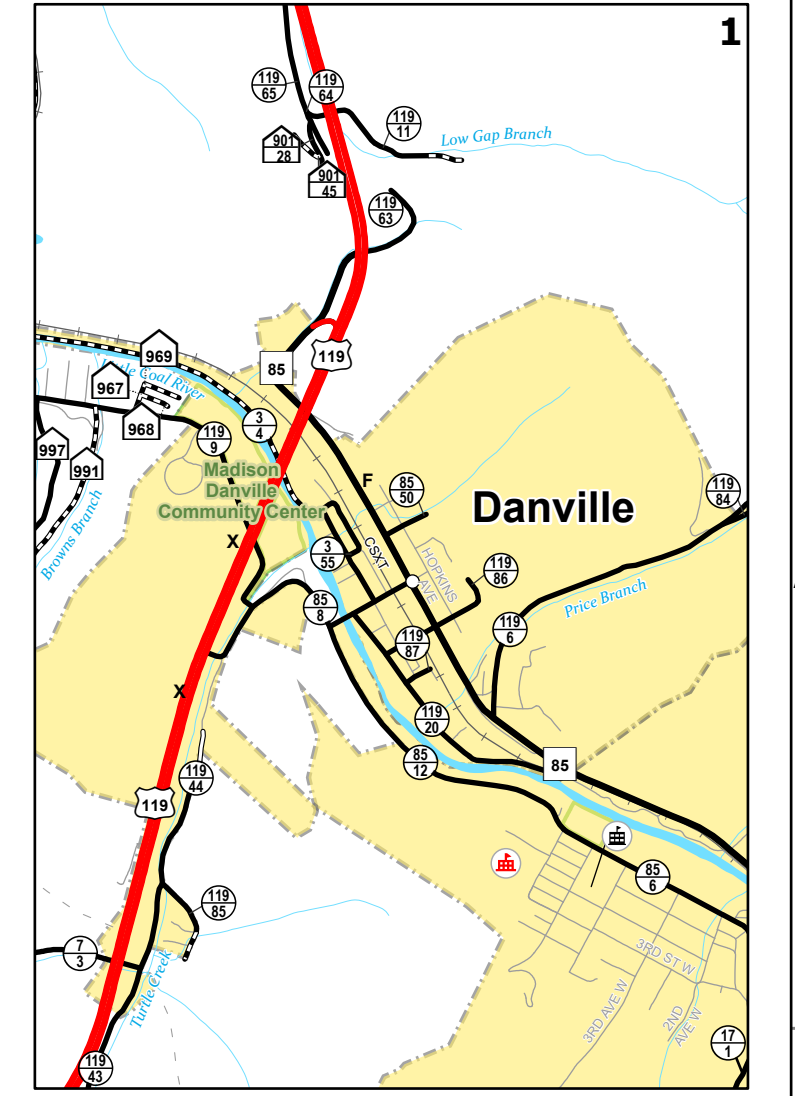 1
119
65
119
64
119
11
Low Gap Branch
901
28
901
45
119
63
969
119
85
Little Coal River
967
968
3
4
119
9
997
991
Madison
Danville
Community Center
F
85
50
Danville
119
84
X
Browns Branch
CSXT
3
55
HOPKINS
AVE
119
86
Price Branch
85
8
119
6
119
87
X
119
20
85
12
85
119
44
119
85
6
119
85
3RD ST W
7
3
Turtle Creek
3RD AVE W
2ND
AVE W
17
1
119
43